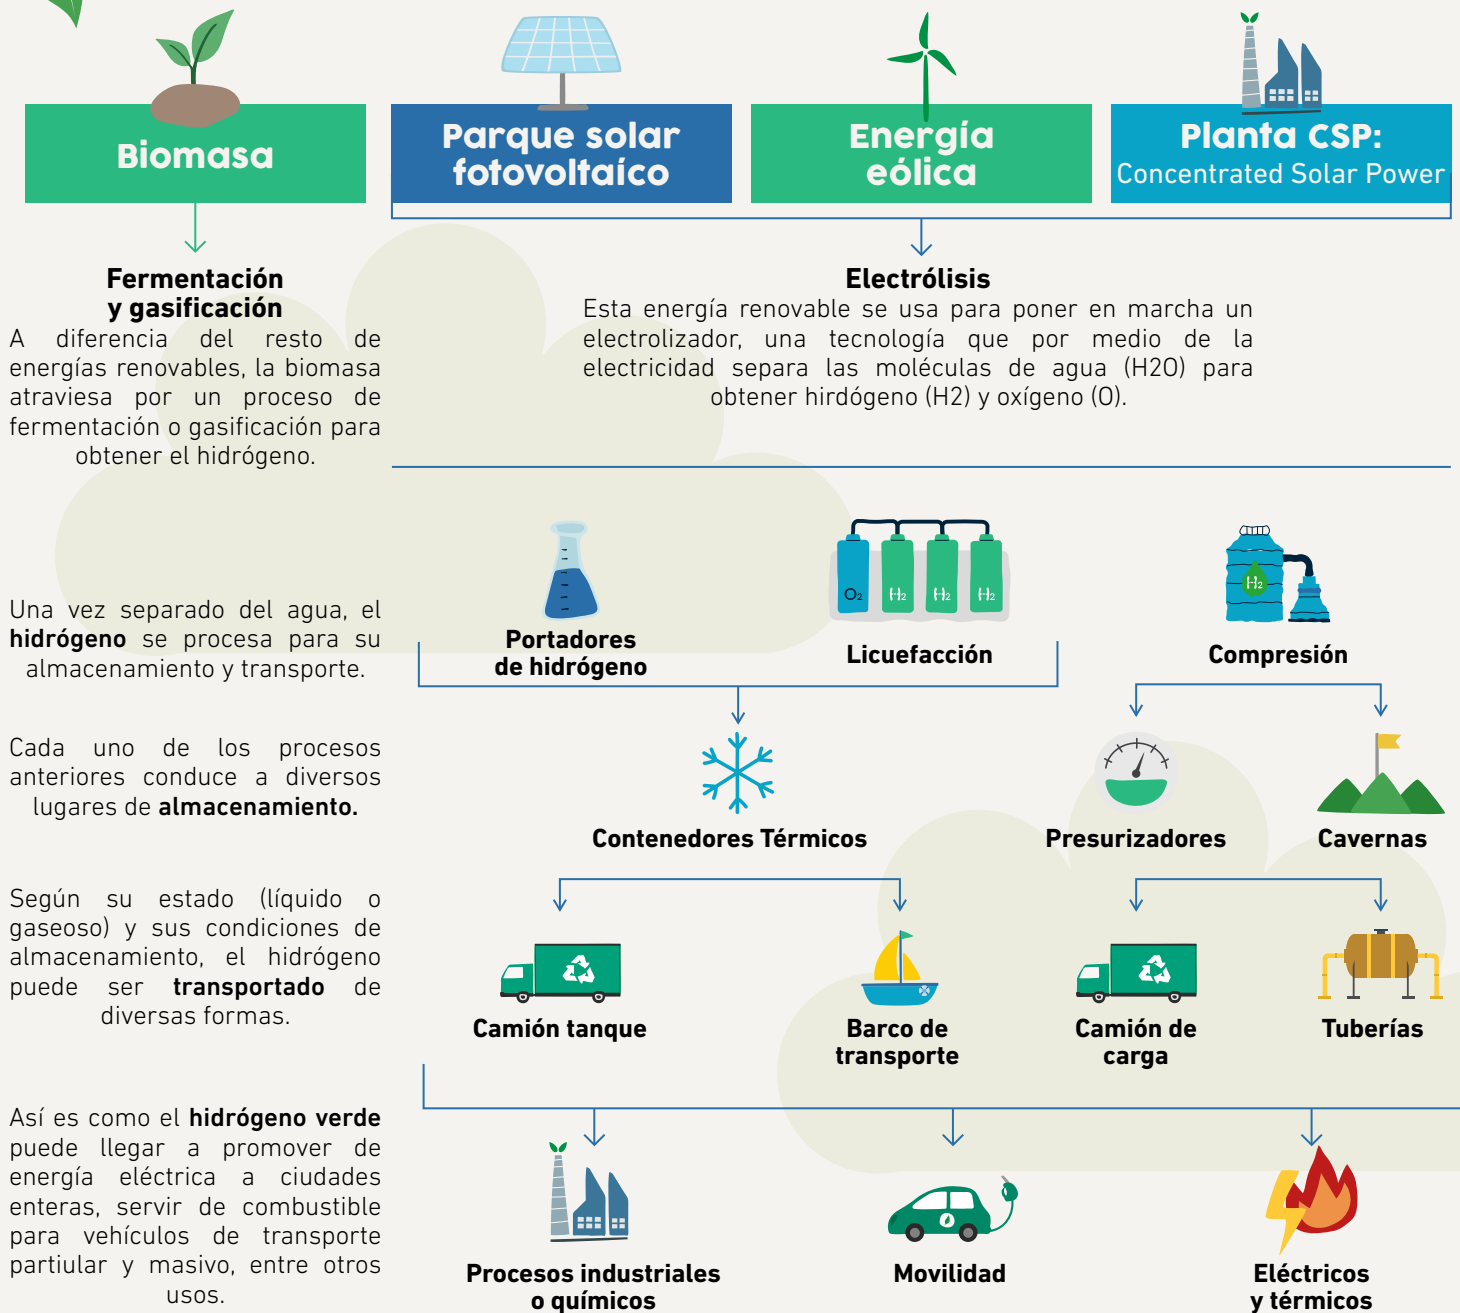 Biomasa
Parque solar
fotovoltaíco
Energía
eólica
Planta CSP:
Concentrated Solar Power
Fermentación
y gasificación
A diferencia del resto de
energías renovables, la biomasa
atraviesa por un proceso de
fermentación o gasificación para
obtener el hidrógeno.
Electrólisis
Esta energía renovable se usa para poner en marcha un
electrolizador, una tecnología que por medio de la
electricidad separa las moléculas de agua (H2O) para
obtener hirdógeno (H2) y oxígeno (O).
Una vez separado del agua, el
hidrógeno se procesa para su
almacenamiento y transporte.
Portadores
de hidrógeno
O₂
H₂
H₂
H₂
Licuefacción
H₂
Compresión
Cada uno de los procesos
anteriores conduce a diversos
lugares de almacenamiento.
Contenedores Térmicos
Presurizadores
Cavernas
Según su estado (líquido o
gaseoso) y sus condiciones de
almacenamiento, el hidrógeno
puede ser transportado de
diversas formas.
Camión tanque
Barco de
transporte
Camión de
carga
Tuberías
Así es como el hidrógeno verde
puede llegar a promover de
energía eléctrica a ciudades
enteras, servir de combustible
para vehículos de transporte
partiular y masivo, entre otros
usos.
Procesos industriales
o químicos
Movilidad
Eléctricos
y térmicos